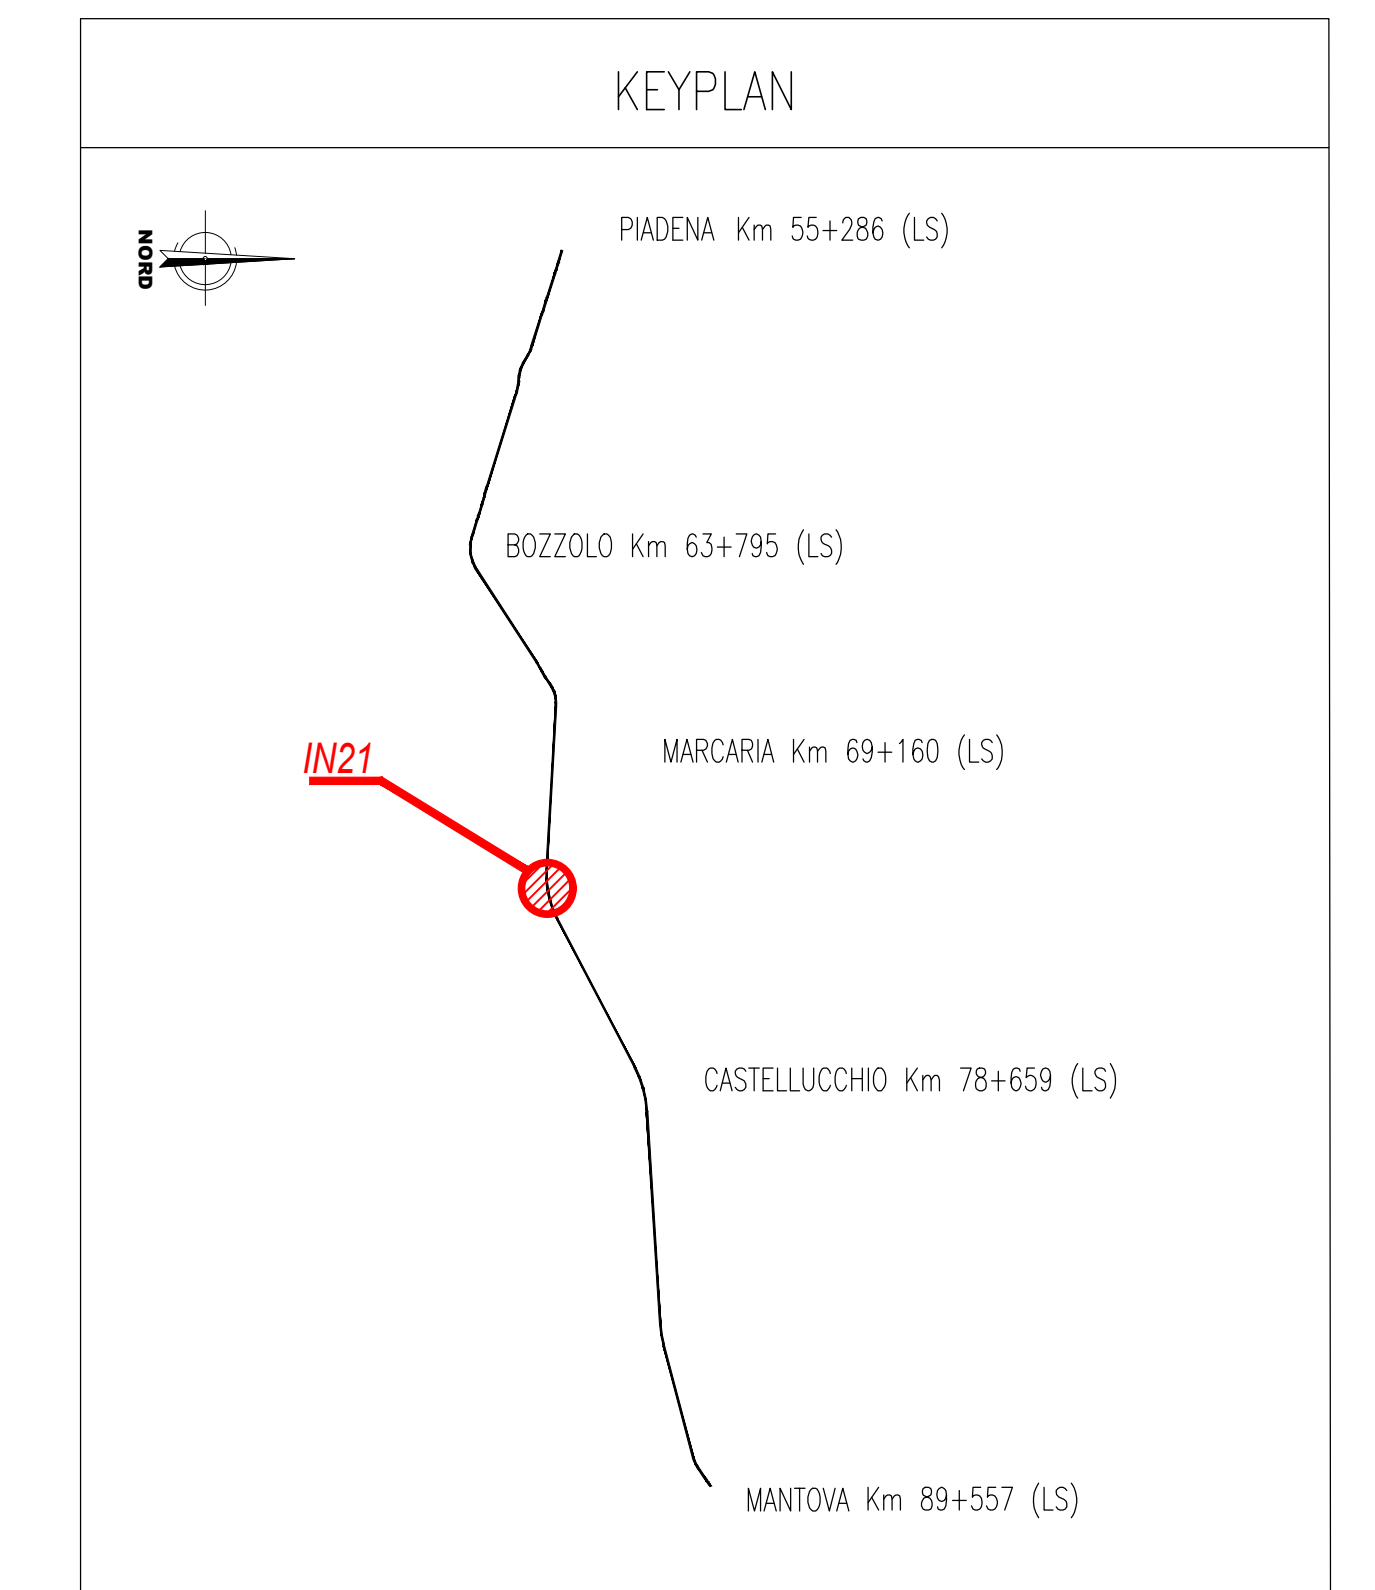 KEYPLAN
NORD
PIADENA Km 55+286 (LS)
BOZZOLO Km 63+795 (LS)
IN21
MARCARIA Km 69+160 (LS)
CASTELLUCCHIO Km 78+659 (LS)
MANTOVA Km 89+557 (LS)